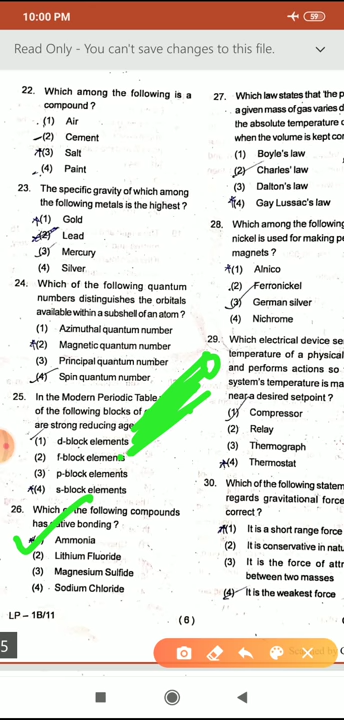 10:00 PM
59
Read Only - You can't save changes to this file.
22. Which among the following is a
compound ?
(1) Air
(2) Cement
(3) Salt
(4) Paint
23. The specific gravity of which among
the following metals is the highest ?
(1) Gold
(2) Lead
(3) Mercury
(4) Silver
24. Which of the following quantum
numbers distinguishes the orbitals
available within a subshell of an atom ?
(1) Azimuthal quantum number
(2) Magnetic quantum number
(3) Principal quantum number
(4) Spin quantum number
25. In the Modern Periodic Table
of the following blocks of
are strong reducing age
(1) d-block elements
(2) f-block elements
(3) p-block elements
(4) s-block elements
26. Which of the following compounds
has dative bonding ?
Ammonia
(2) Lithium Fluoride
(3) Magnesium Sulfide
(4) Sodium Chloride
LP – 1B/11
(6)
27. Which law states that 'the p
a given mass of gas varies d
the absolute temperature
when the volume is kept con
(1) Boyle's law
(2) Charles' law
(3) Dalton's law
(4) Gay Lussac's law
28. Which among the following
nickel is used for making pe
magnets ?
(1) Alnico
(2) Ferronickel
(3) German silver
(4) Nichrome
29. Which electrical device se
temperature of a physical
and performs actions so
system's temperature is ma
near a desired setpoint ?
(1) Compressor
(2) Relay
(3) Thermograph
(4) Thermostat
30. Which of the following statem
regards gravitational force
correct ?
(1) It is a short range force
(2) It is conservative in natu
(3) It is the force of attr
between two masses
(4) It is the weakest force
5